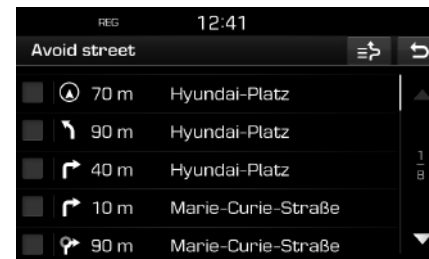 REG 12:41
Avoid street
70 m Hyundai-Platz
90 m Hyundai-Platz
40 m Hyundai-Platz
10 m Marie-Curie-Straße
90 m Marie-Curie-Straße
1
8